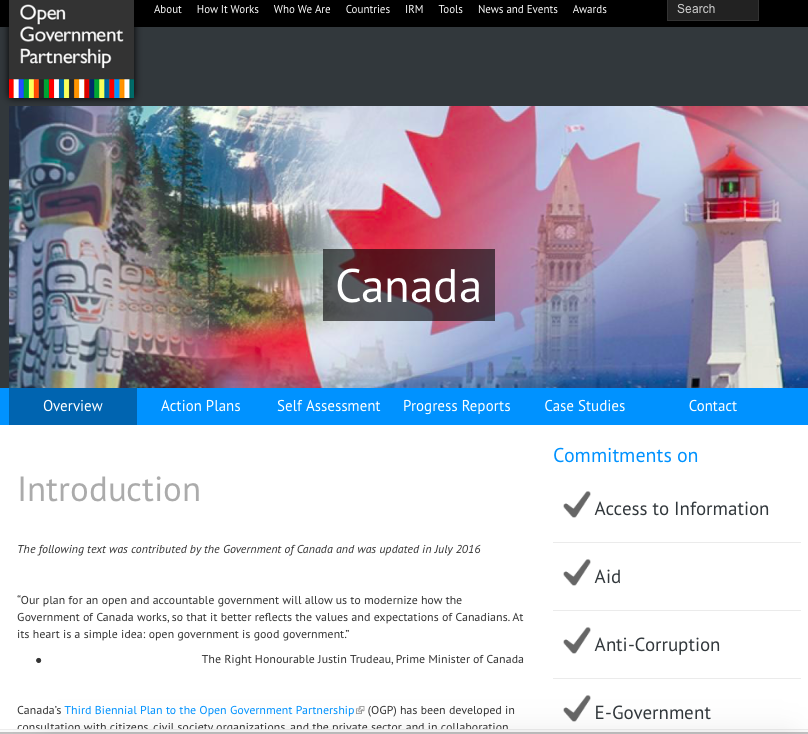 Open
Government
Partnership
About How It Works Who We Are Countries IRM Tools News and Events Awards
Search
Canada
Overview Action Plans Self Assessment Progress Reports Case Studies Contact
Introduction
The following text was contributed by the Government of Canada and was updated in July 2016
“Our plan for an open and accountable government will allow us to modernize how the
Government of Canada works, so that it better reflects the values and expectations of Canadians. At
its heart is a simple idea: open government is good government.”
The Right Honourable Justin Trudeau, Prime Minister of Canada
Canada’s Third Biennial Plan to the Open Government Partnership (OGP) has been developed in
consultation with citizens, civil society organizations, and the private sector and in collaboration
Commitments on
Access to Information
Aid
Anti-Corruption
E-Government